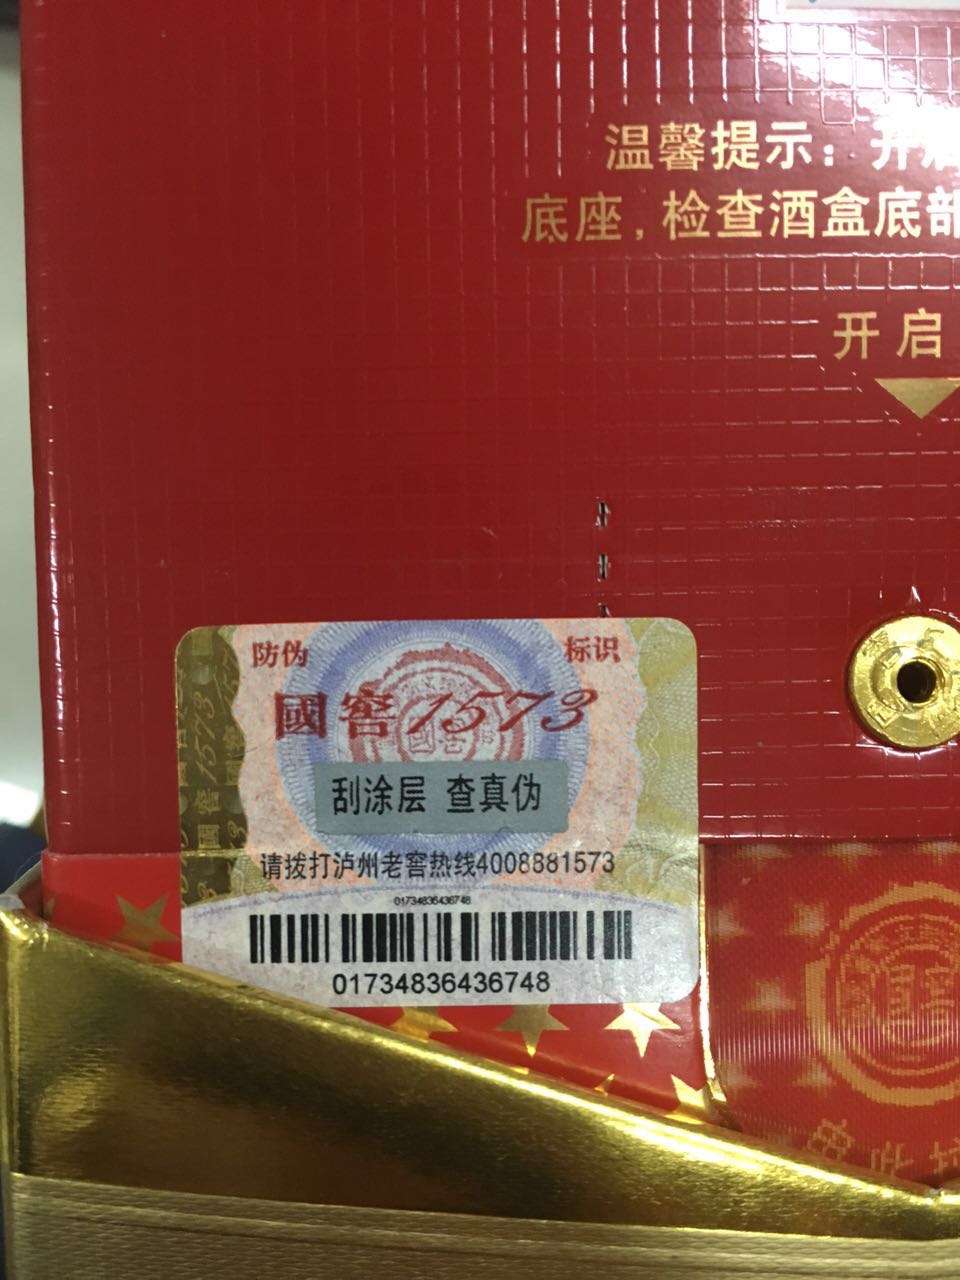 温馨提示：开启
底座，检查酒盒底部
开启
防伪 标识
國窖1573
刮涂层 查真伪
请拨打泸州老窖热线4008881573
01734836436748
01734836436748